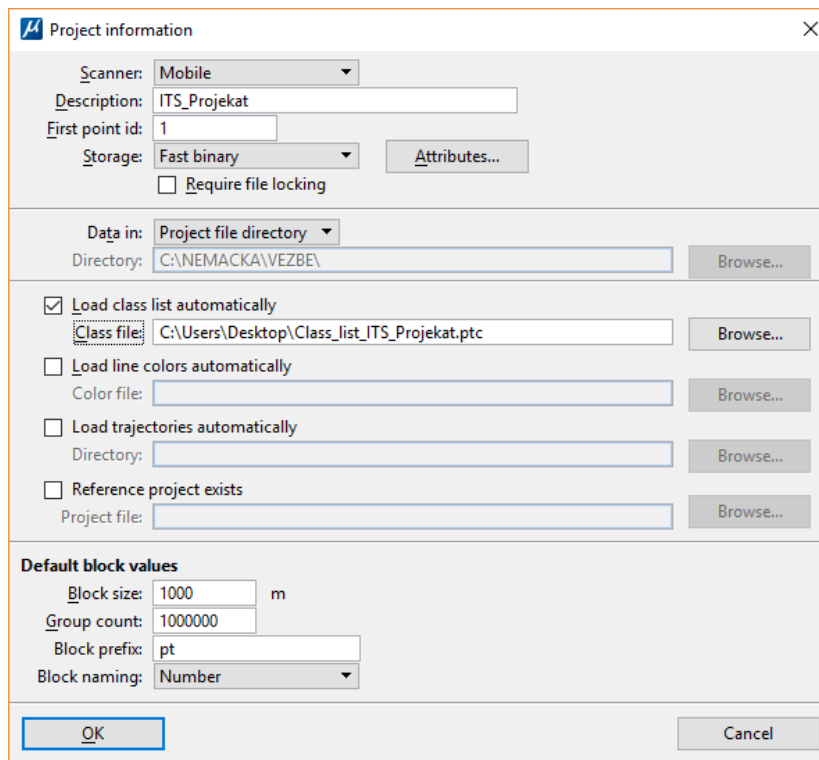 Project information
Scanner: Mobile
Description: ITS_Projekat
First point id: 1
Storage: Fast binary Attributes...
Require file locking
Data in: Project file directory
Directory: C:\NEMACKA\VEZBE\ Browse...
Load class list automatically
Class file: C:\Users\Desktop\Class_list_ITS_Projekat.ptc Browse...
Load line colors automatically
Color file: Browse...
Load trajectories automatically
Directory: Browse...
Reference project exists
Project file: Browse...
Default block values
Block size: 1000 m
Group count: 1000000
Block prefix: pt
Block naming: Number
OK Cancel